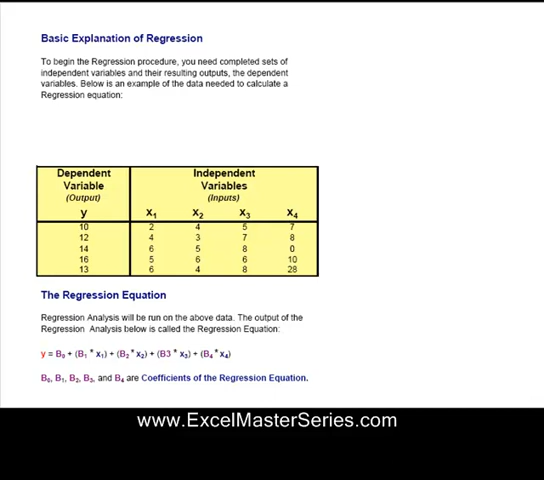 Basic Explanation of Regression
To begin the Regression procedure, you need completed sets of
independent variables and their resulting outputs, the dependent
variables. Below is an example of the data needed to calculate a
Regression equation:
Dependent Variable (Output) Independent Variables (Inputs)
y x₁ x₂ x₃ x₄
10 2 4 5 7
12 4 3 7 8
14 6 5 8 0
16 5 6 6 10
13 6 4 8 28
The Regression Equation
Regression Analysis will be run on the above data. The output of the
Regression Analysis below is called the Regression Equation:
y = B₀ + (B₁ * x₁) + (B₂ * x₂) + (B3 * x₃) + (B₄ * x₄)
B₀, B₁, B₂, B₃, and B₄ are Coefficients of the Regression Equation.
www.ExcelMasterSeries.com